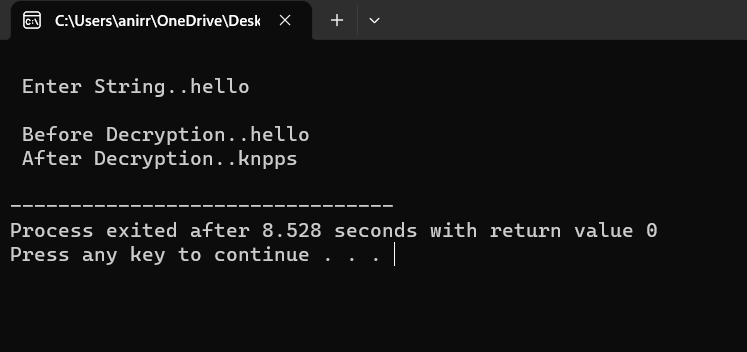 C:\Users\anirr\OneDrive\Desk
Enter String..hello
Before Decryption..hello
After Decryption..knpps
--------------------------------
Process exited after 8.528 seconds with return value 0
Press any key to continue . . .